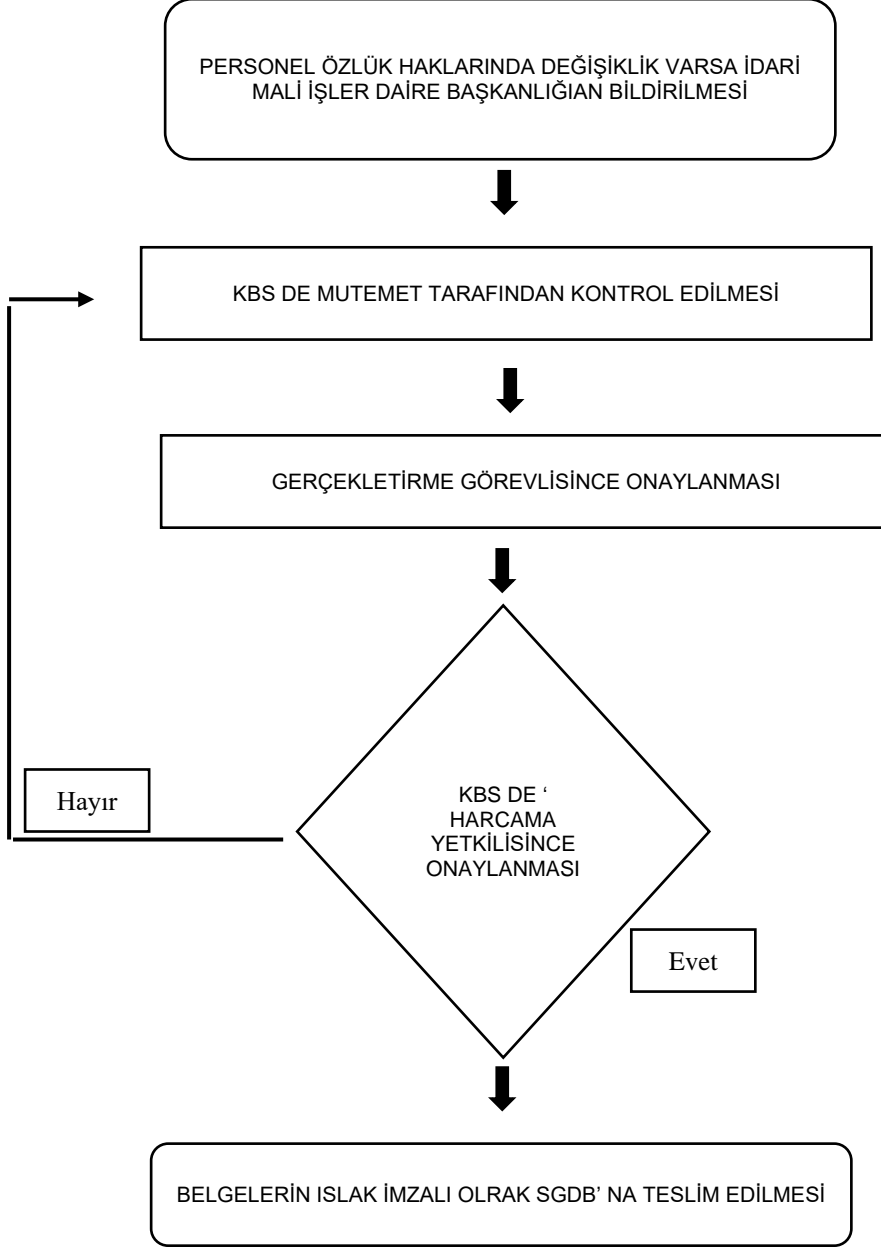 PERSONEL ÖZLÜK HAKLARINDA DEĞİŞİKLİK VARSA İDARİ
MALİ İŞLER DAİRE BAŞKANLIĞIAN BİLDİRİLMESİ
KBS DE MUTEMET TARAFINDAN KONTROL EDİLMESİ
GERÇEKLETİRME GÖREVLİSİNCE ONAYLANMASI
KBS DE ‘
HARCAMA
YETKİLİSİNCE
ONAYLANMASI
Hayır
Evet
BELGELERİN ISLAK İMZALI OLRAK SGDB’ NA TESLİM EDİLMESİ